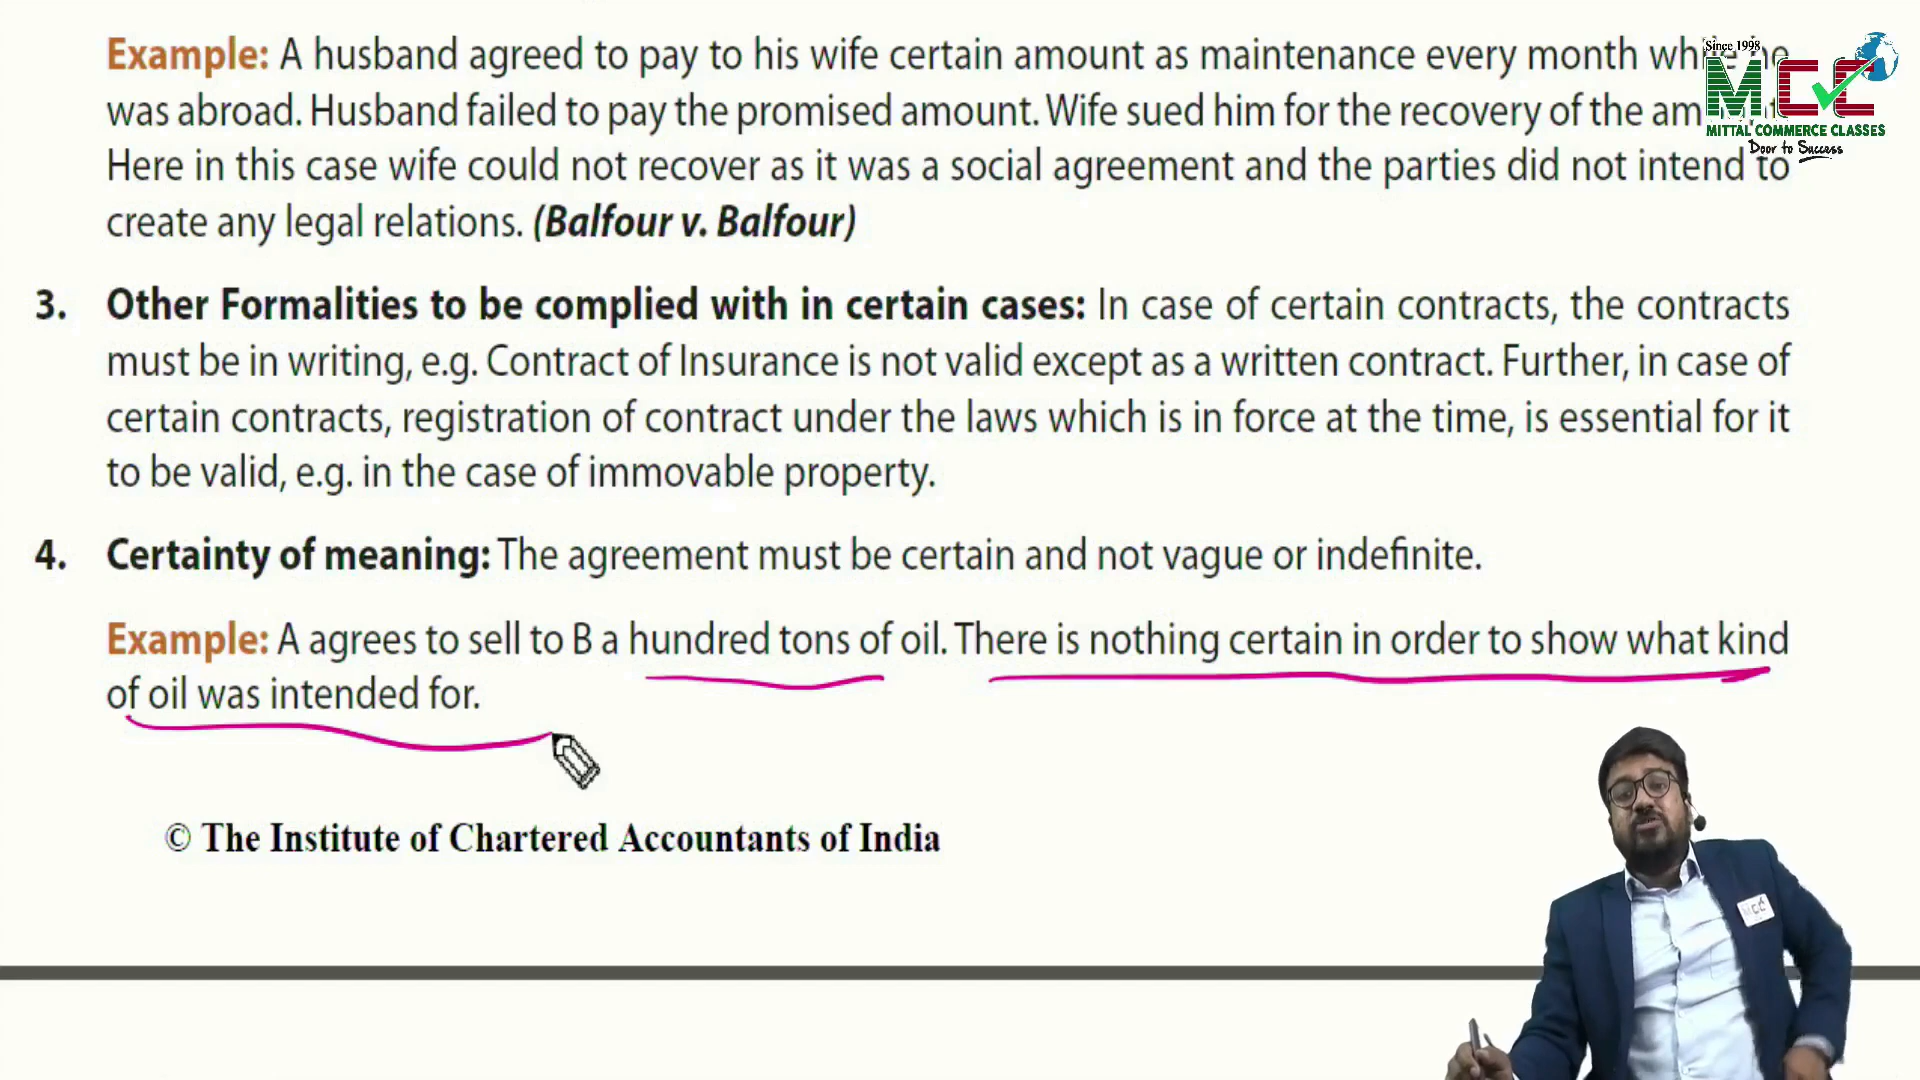 Example: A husband agreed to pay to his wife certain amount as maintenance every month while he
was abroad. Husband failed to pay the promised amount. Wife sued him for the recovery of the
Here in this case wife could not recover as it was a social agreement and the parties did not intend to
create any legal relations. (Balfour v. Balfour)
Since 1998
MCC
MITTAL COMMERCE CLASSES
Door to Success
3. Other Formalities to be complied with in certain cases: In case of certain contracts, the contracts
must be in writing, e.g. Contract of Insurance is not valid except as a written contract. Further, in case of
certain contracts, registration of contract under the laws which is in force at the time, is essential for it
to be valid, e.g. in the case of immovable property.
4. Certainty of meaning: The agreement must be certain and not vague or indefinite.
Example: A agrees to sell to B a hundred tons of oil. There is nothing certain in order to show what kind
of oil was intended for.
© The Institute of Chartered Accountants of India
MCC